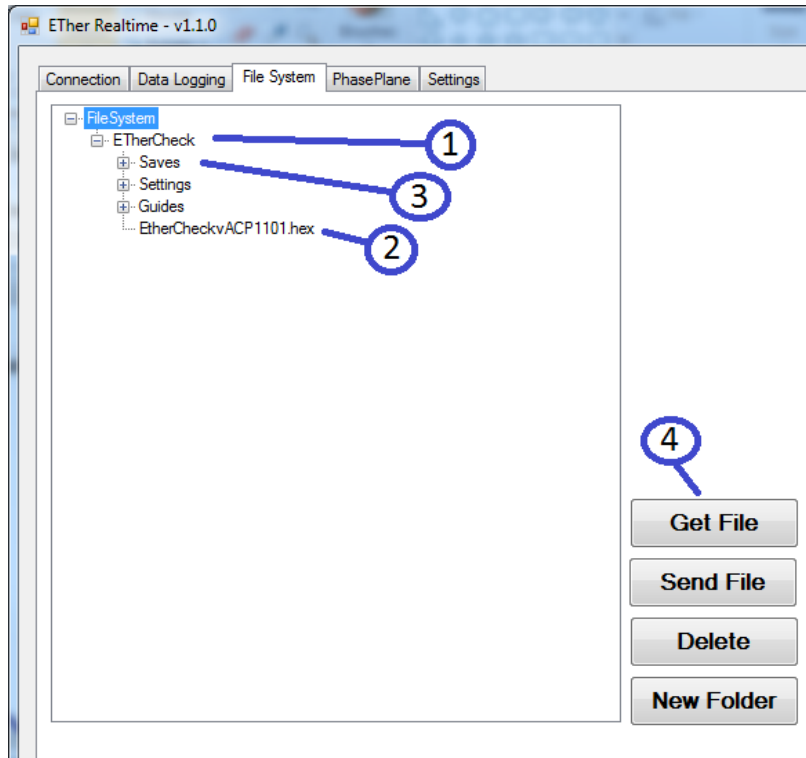 ETher Realtime - v1.1.0
Connection Data Logging File System PhasePlane Settings
FileSystem
ETherCheck
1
Saves
3
Settings
Guides
EtherCheckvACP1101.hex
2
4
Get File
Send File
Delete
New Folder